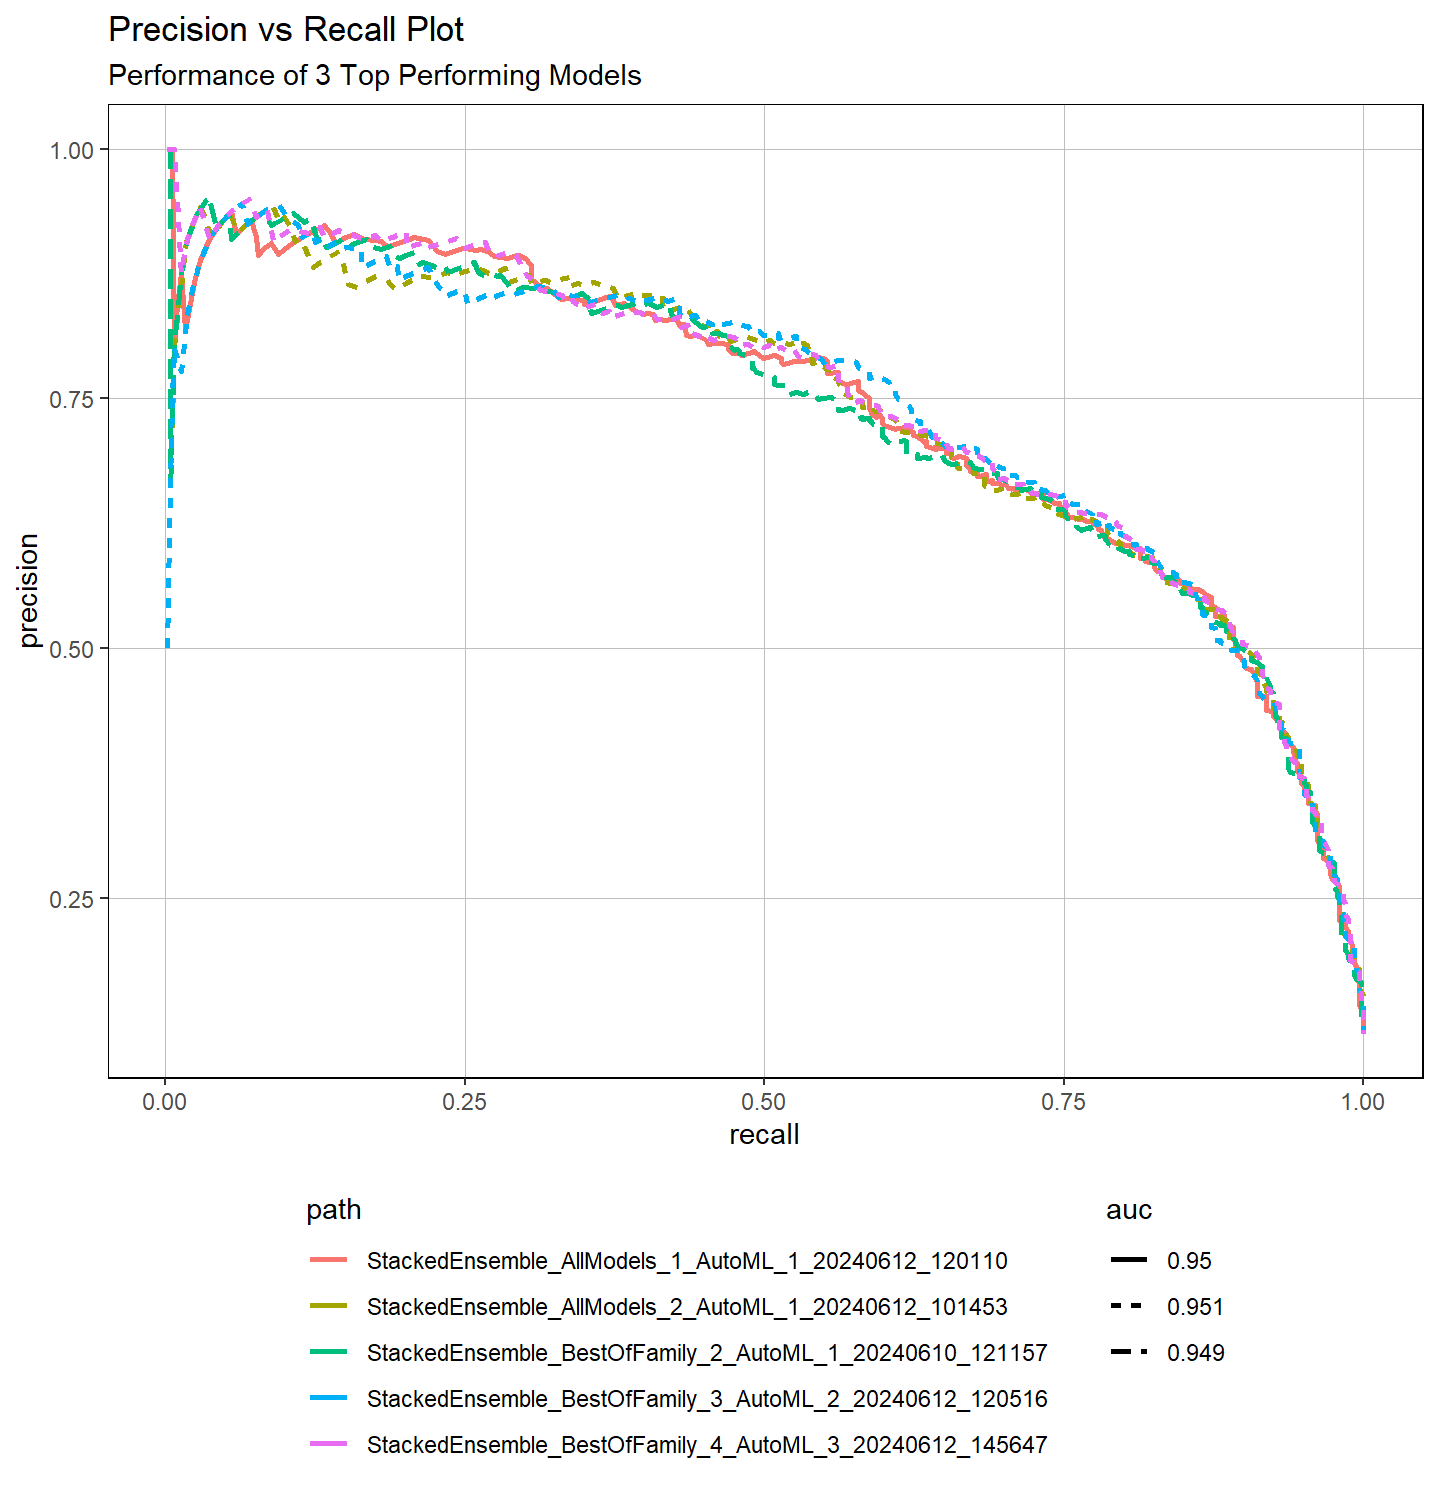 Precision vs Recall Plot
Performance of 3 Top Performing Models
1.00
0.75
0.50
0.25
precision
0.00 0.25 0.50 0.75 1.00
recall
path
StackedEnsemble_AllModels_1_AutoML_1_20240612_120110
StackedEnsemble_AllModels_2_AutoML_1_20240612_101453
StackedEnsemble_BestOfFamily_2_AutoML_1_20240610_121157
StackedEnsemble_BestOfFamily_3_AutoML_2_20240612_120516
StackedEnsemble_BestOfFamily_4_AutoML_3_20240612_145647
auc
0.95
0.951
0.949